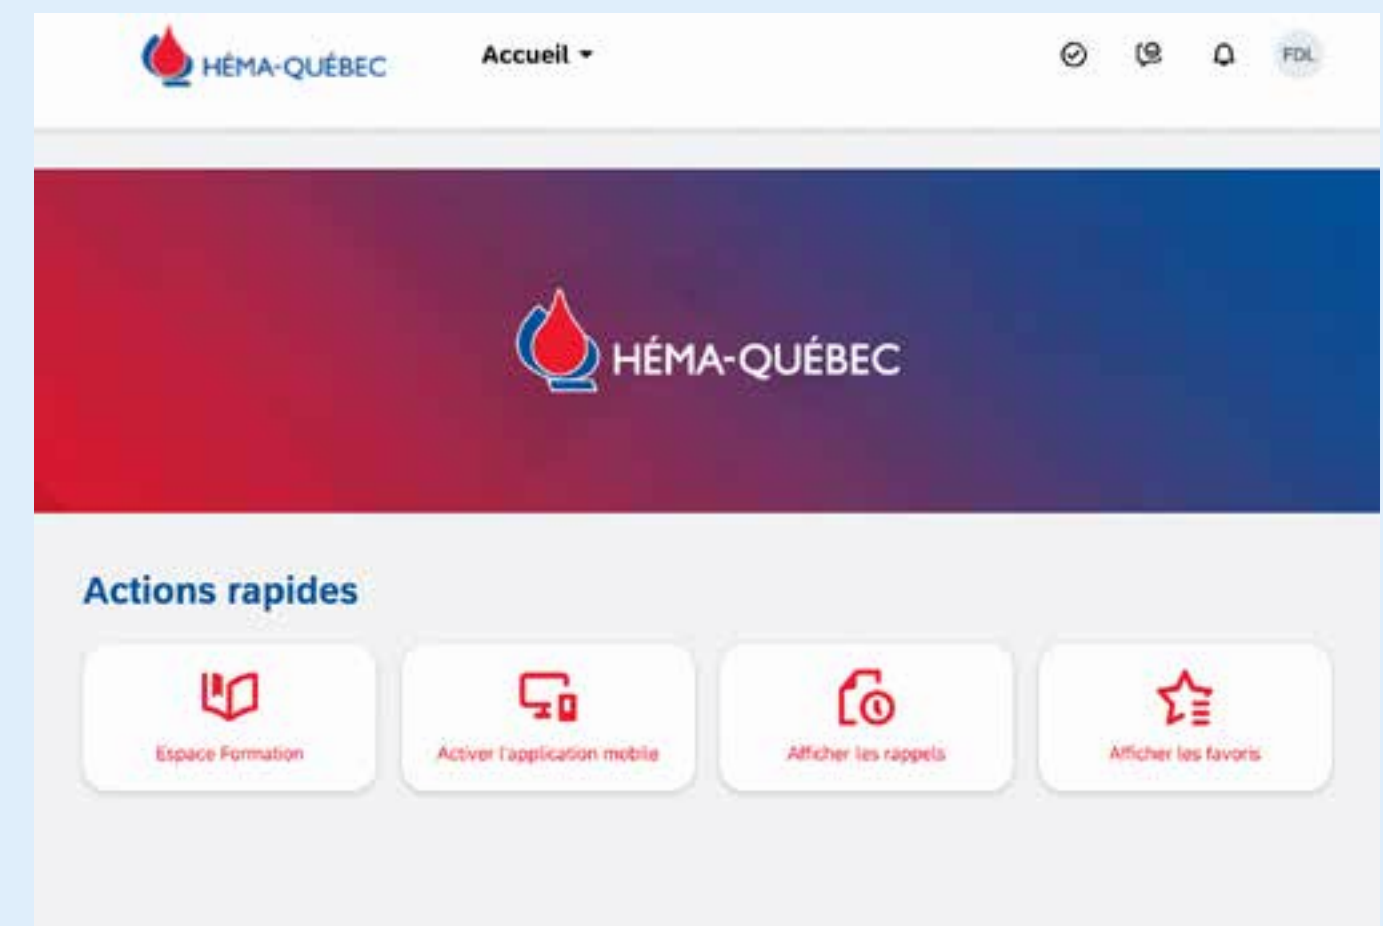 HÉMA-QUÉBEC
Accueil
FDL
HÉMA-QUÉBEC
Actions rapides
Espace Formation
Activer l'application mobile
Afficher les rappels
Afficher les favoris